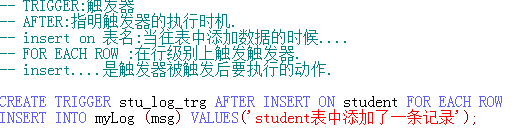 -- TRIGGER:触发器
-- AFTER:指明触发器的执行时机.
-- insert on 表名:当往表中添加数据的时候....
-- FOR EACH ROW :在行级别上触发触发器.
-- insert....是触发器被触发后要执行的动作.
CREATE TRIGGER stu_log_trg AFTER INSERT ON student FOR EACH ROW
INSERT INTO myLog (msg) VALUES('student表中添加了一条记录');